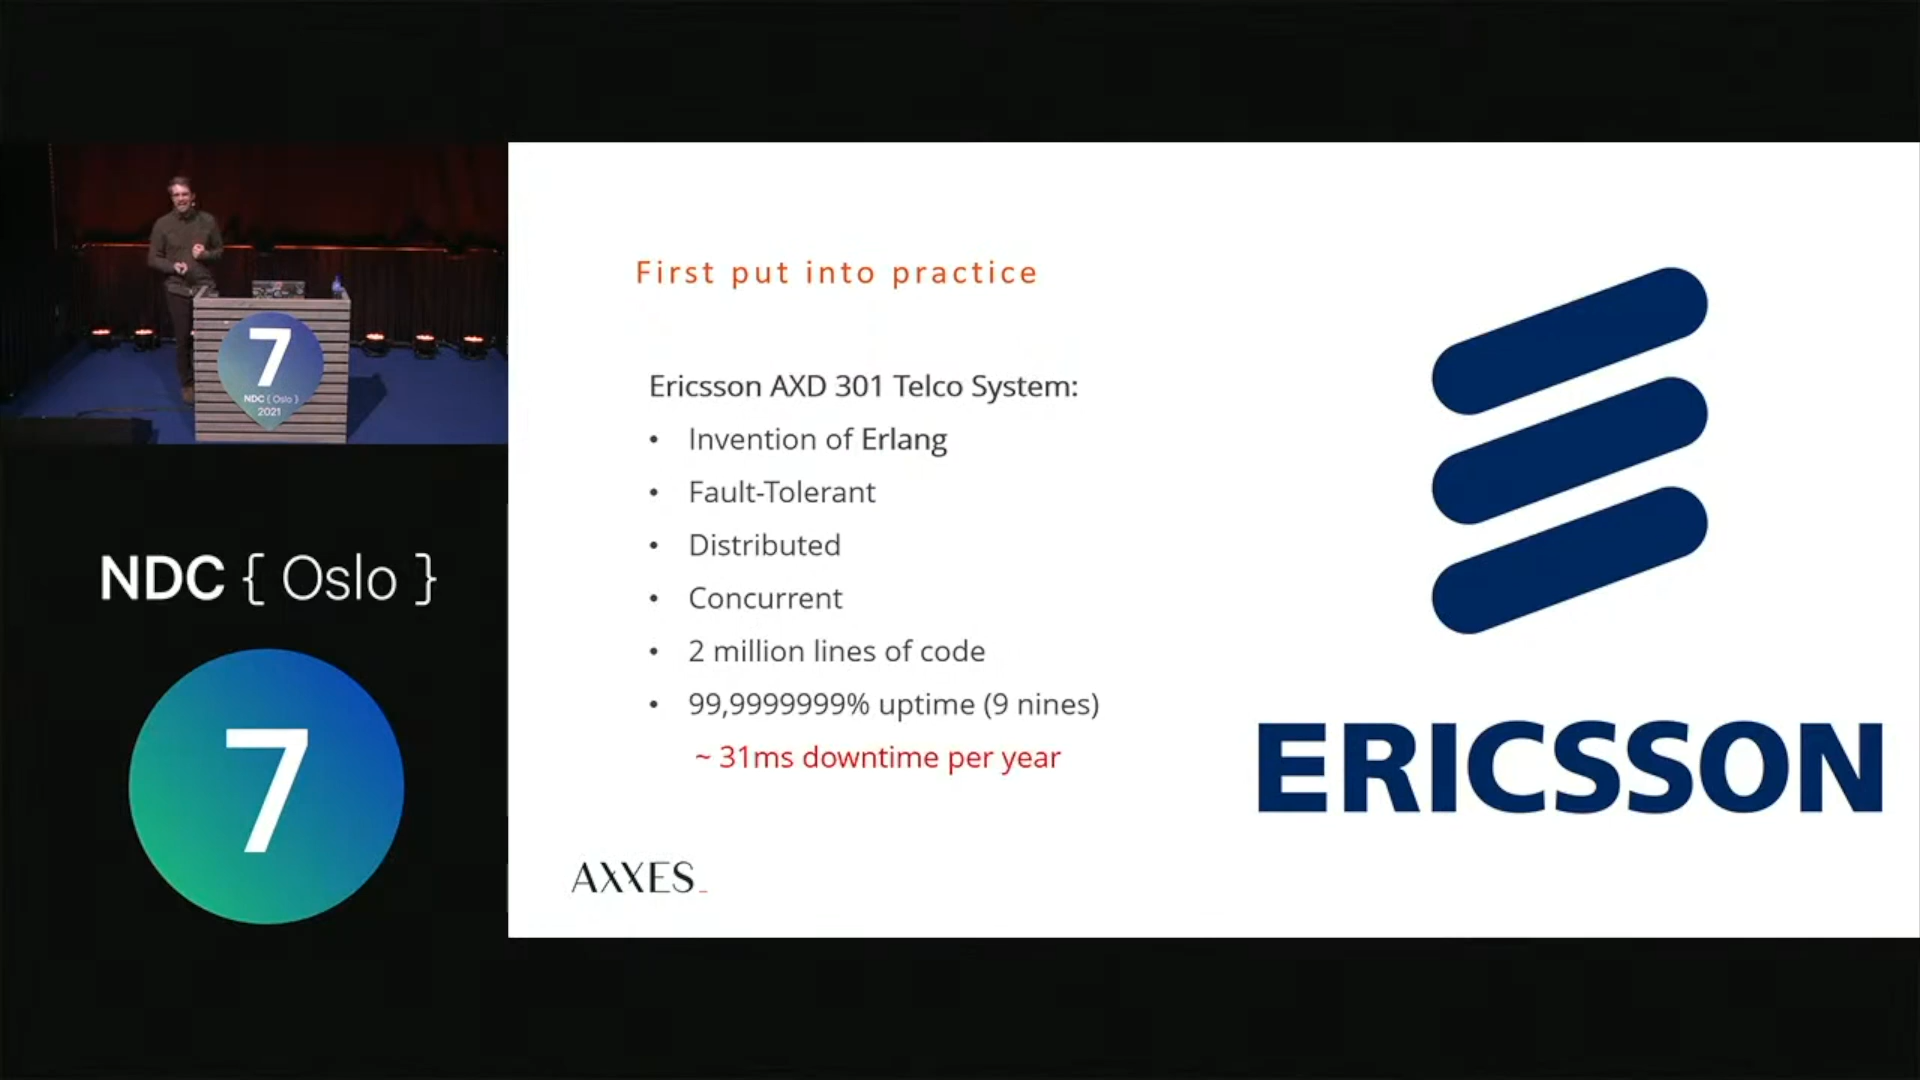 7
NDC { Oslo }
2021
NDC { Oslo }
7
First put into practice
Ericsson AXD 301 Telco System:
• Invention of Erlang
• Fault-Tolerant
• Distributed
• Concurrent
• 2 million lines of code
• 99,9999999% uptime (9 nines)
~ 31ms downtime per year
AXXES_
ERICSSON